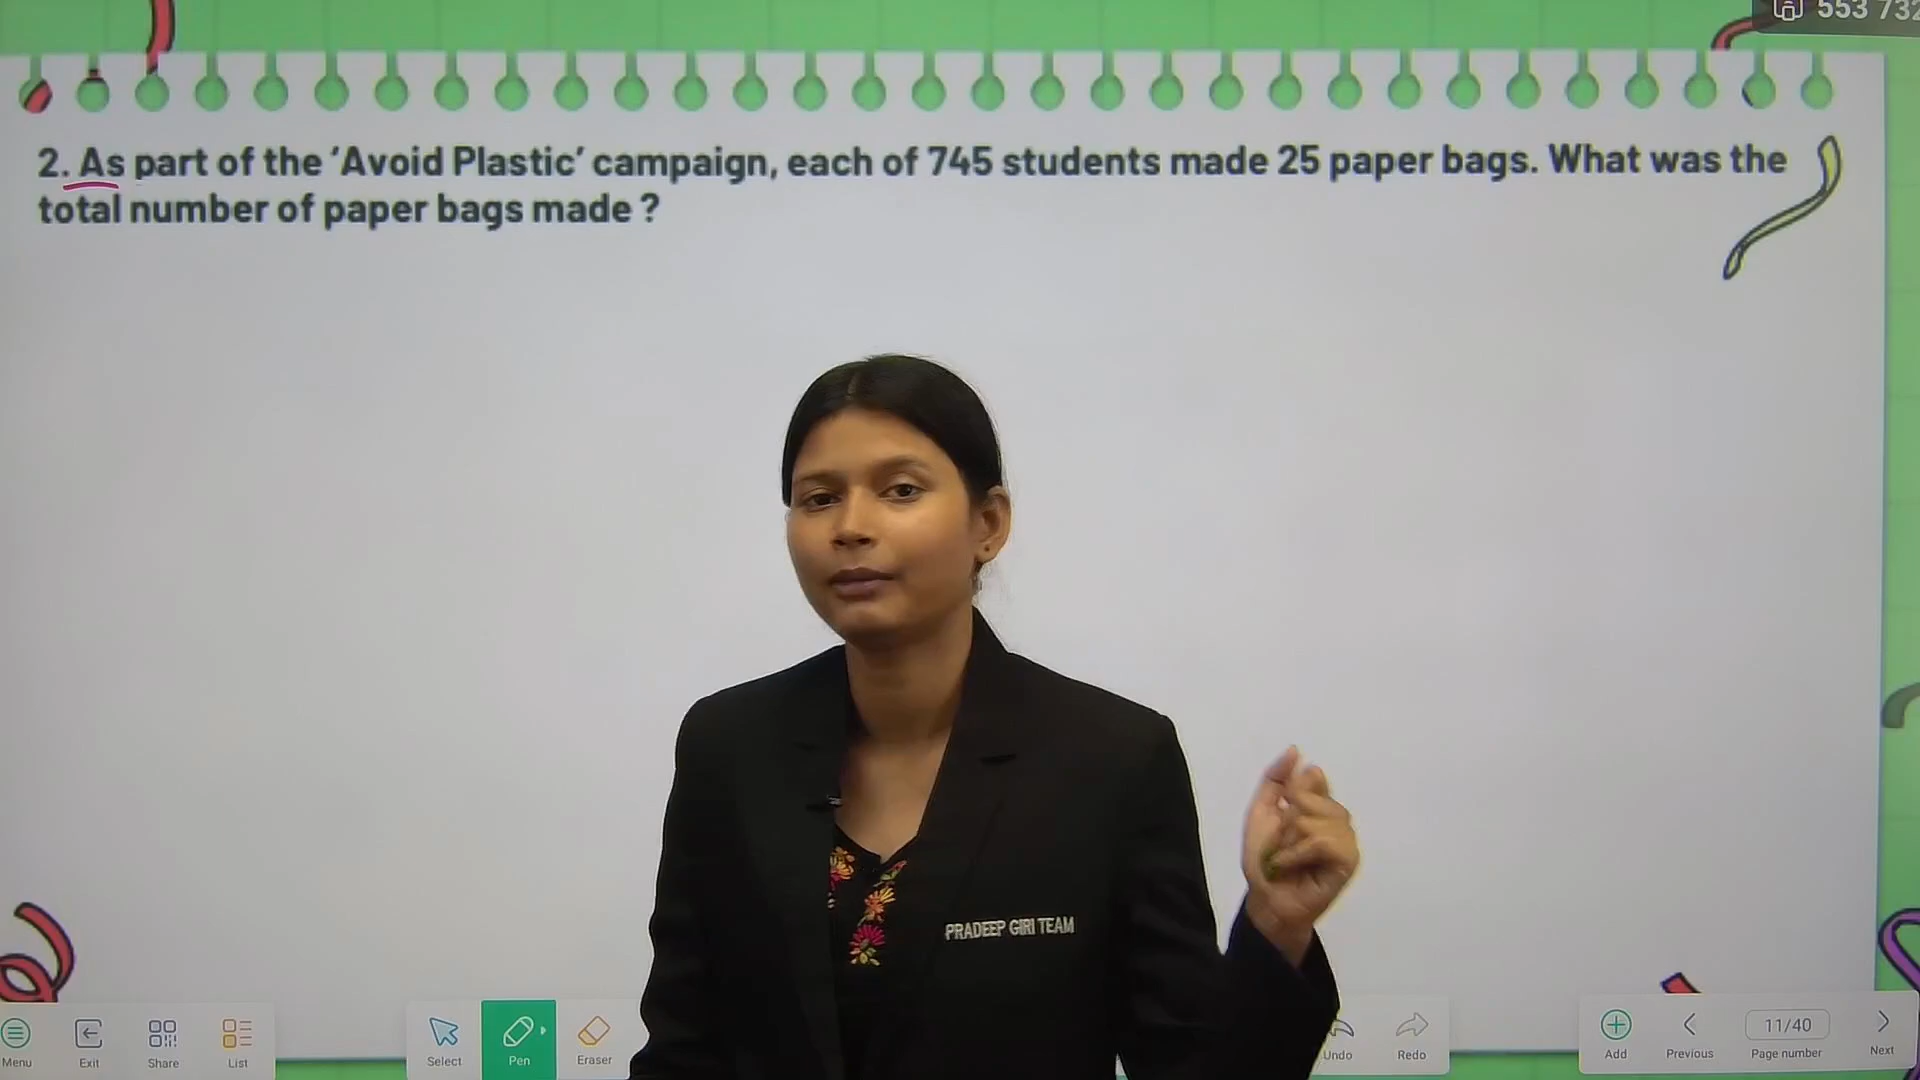 553 732
2. As part of the ‘Avoid Plastic’ campaign, each of 745 students made 25 paper bags. What was the
total number of paper bags made ?
PRADEEP GIRI TEAM
Menu
Exit
Share
List
Select
Pen
Eraser
Undo
Redo
Add
Previous
11/40
Page number
Next